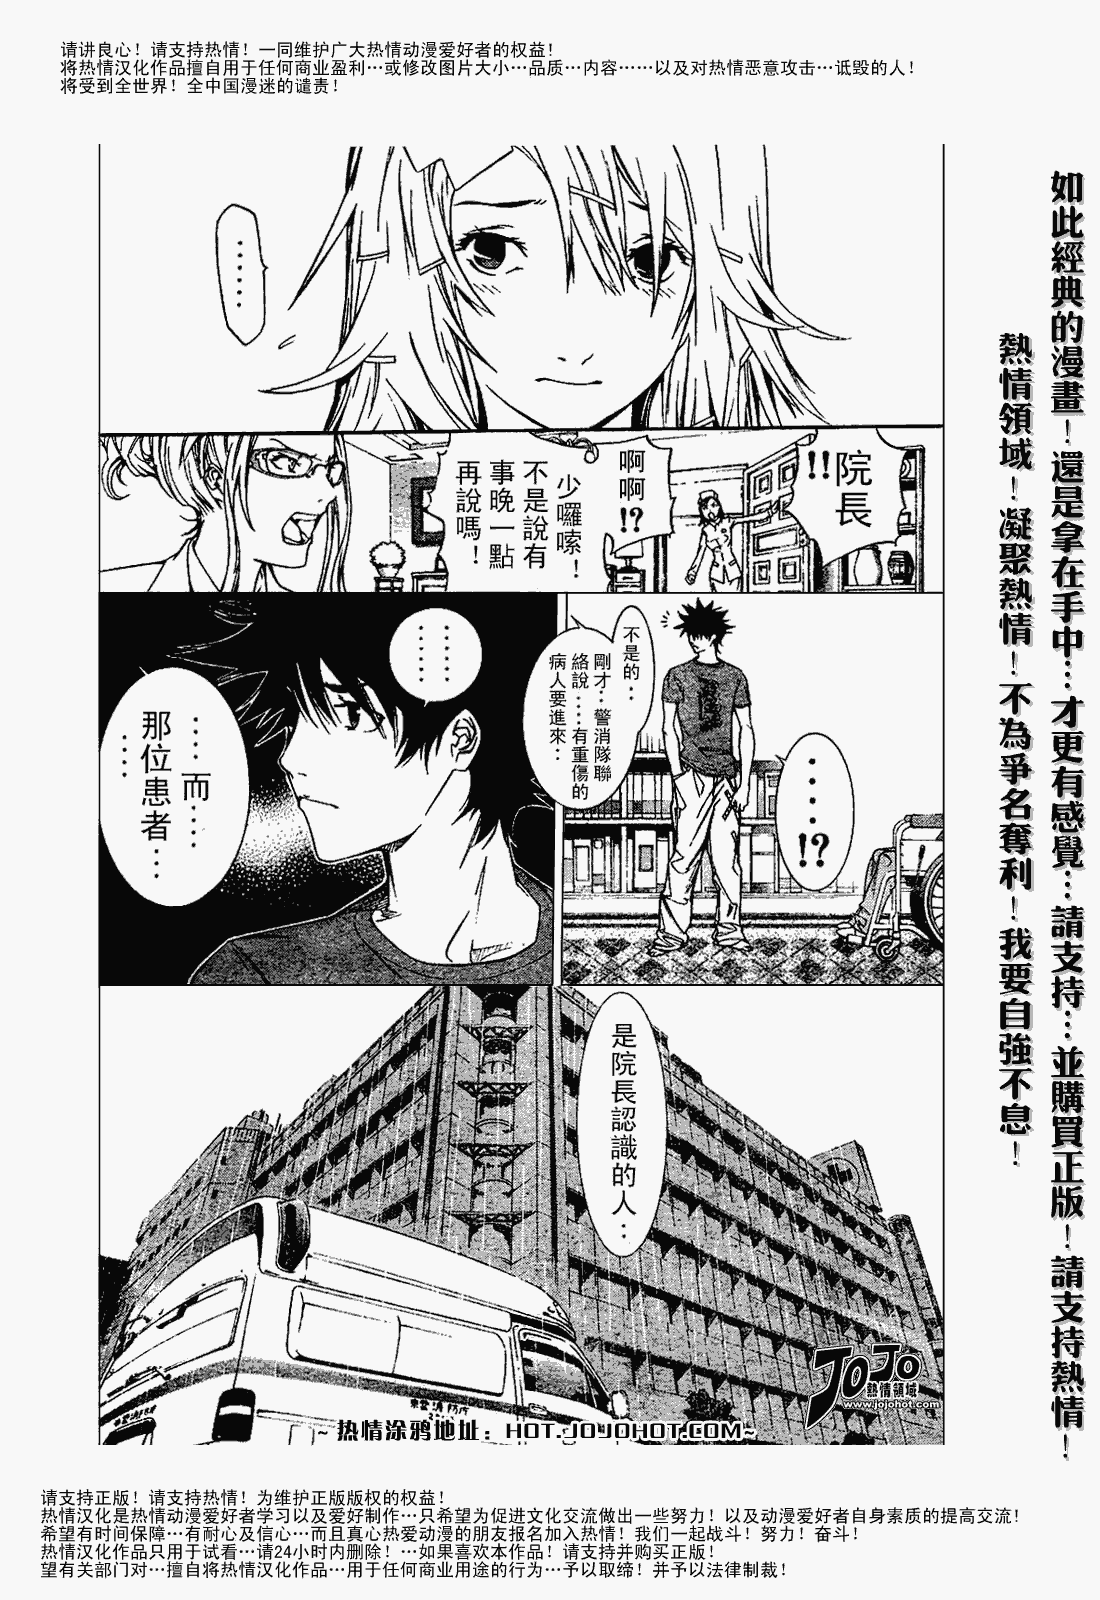 请讲良心！请支持热情！一同维护广大热情动漫爱好者的权益！
将热情汉化作品擅自用于任何商业盈利…或修改图片大小…品质…内容……以及对热情恶意攻击…诋毁的人！
将受到全世界！全中国漫迷的谴责！
如此經典的漫畫！還是拿在手中…才更有感覺…請支持…並購買正版！請支持熱情！
熱情領域！凝聚熱情！不為爭名奪利！我要自強不息！
……
院長
!!
啊
啊
!?
少囉嗦！
不是說有
事晚一點
再說嗎！
……!?
不是的..
剛才..警消隊聯
絡說....有重傷的
病人要進來..
……
……
....而....
那位患者...
....
是院長認識的人..
東雲消防庁
JOJO
熱情領域
www.jojohot.com
~热情涂鸦地址：HOT.JOJOHOT.COM~
请支持正版！请支持热情！为维护正版版权的权益！
热情汉化是热情动漫爱好者学习以及爱好制作…只希望为促进文化交流做出一些努力！以及动漫爱好者自身素质的提高交流！
希望有时间保障…有耐心及信心…而且真心热爱动漫的朋友报名加入热情！我们一起战斗！努力！奋斗！
热情汉化作品只用于试看…请24小时内删除！…如果喜欢本作品！请支持并购买正版！
望有关部门对…擅自将热情汉化作品…用于任何商业用途的行为…予以取缔！并予以法律制裁！